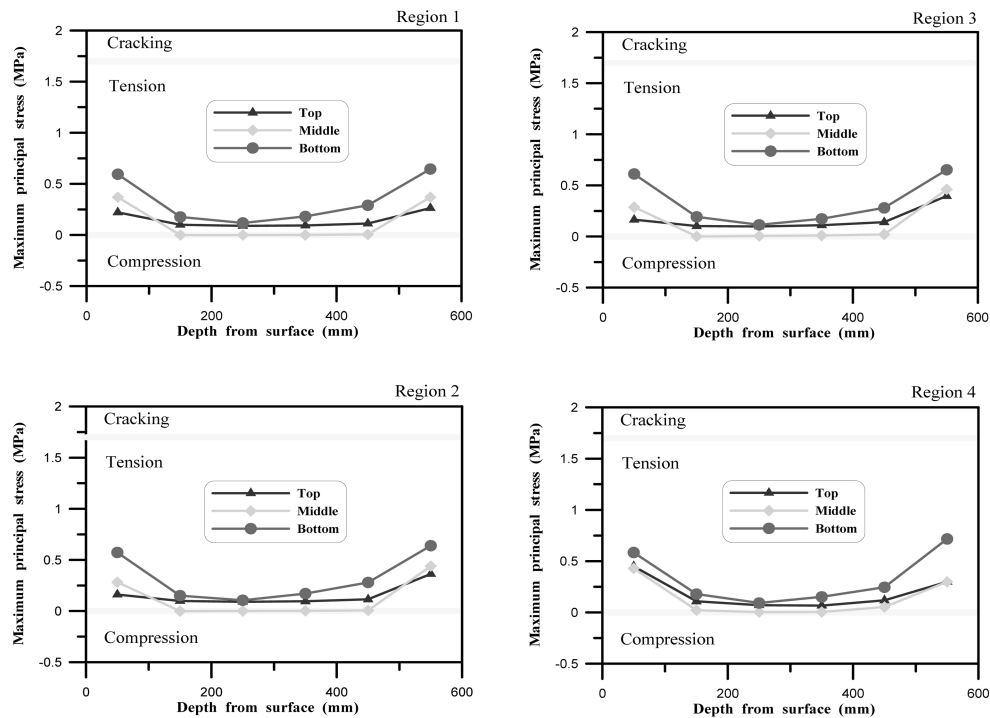 Region 1
2
Cracking
1.5
Tension
1
Top
Middle
Bottom
0.5
0
Compression
-0.5
0
200
400
600
Depth from surface (mm)
Maximum principal stress (MPa)
Region 3
2
Cracking
1.5
Tension
1
Top
Middle
Bottom
0.5
0
Compression
-0.5
0
200
400
600
Depth from surface (mm)
Maximum principal stress (MPa)
Region 2
2
Cracking
1.5
Tension
1
Top
Middle
Bottom
0.5
0
Compression
-0.5
0
200
400
600
Depth from surface (mm)
Maximum principal stress (MPa)
Region 4
2
Cracking
1.5
Tension
1
Top
Middle
Bottom
0.5
0
Compression
-0.5
0
200
400
600
Depth from surface (mm)
Maximum principal stress (MPa)